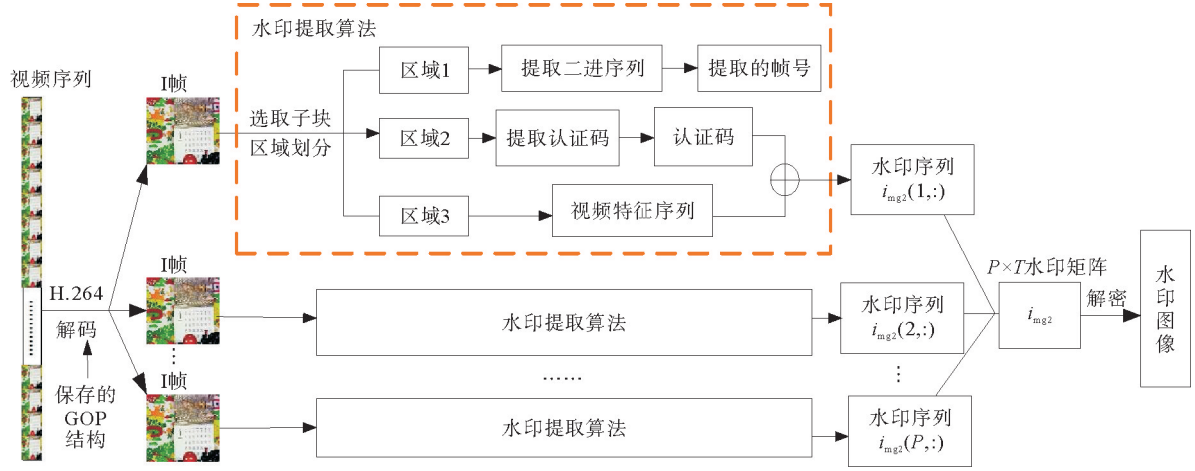 视频序列
H.264
解码
保存的
GOP
结构
I帧
水印提取算法
选取子块
区域划分
区域1
提取二进序列
提取的帧号
区域2
提取认证码
认证码
区域3
视频特征序列
水印序列
i_mg2(1,:)
I帧
水印提取算法
水印序列
i_mg2(2,:)
⋮
……
⋮
I帧
水印提取算法
水印序列
i_mg2(P,:)
P×T水印矩阵
i_mg2
解密
水印图像